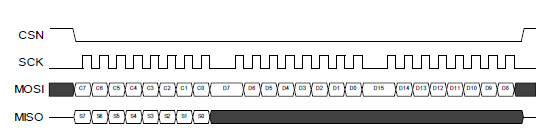 CSN
SCK
MOSI C7 C6 C5 C4 C3 C2 C1 C0 D7 D6 D5 D4 D3 D2 D1 D0 D15 D14 D13 D12 D11 D10 D9 D8
MISO S7 S6 S5 S4 S3 S2 S1 S0